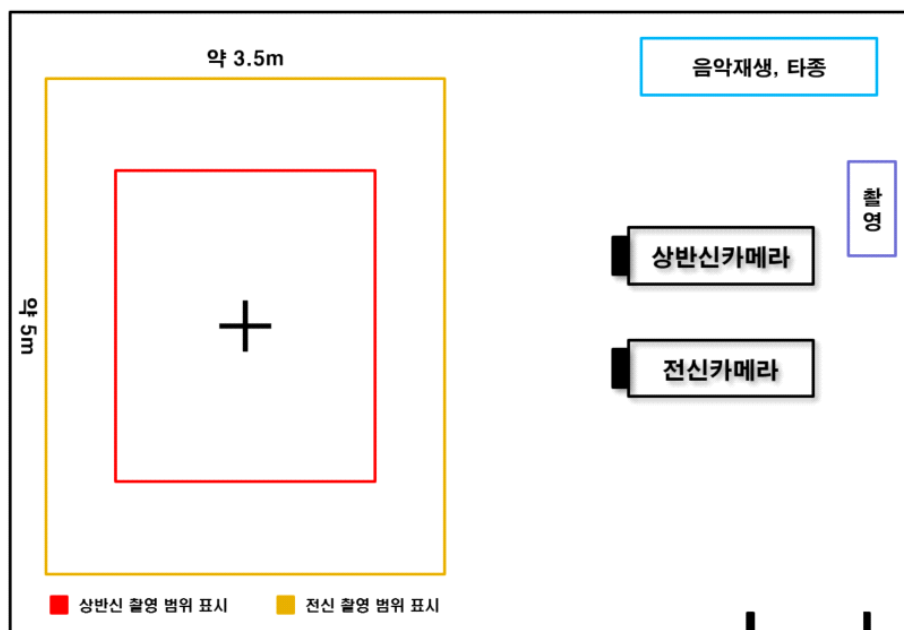 약 3.5m
음악재생, 타종
촬영
상반신카메라
약 5m
전신카메라
상반신 촬영 범위 표시
전신 촬영 범위 표시